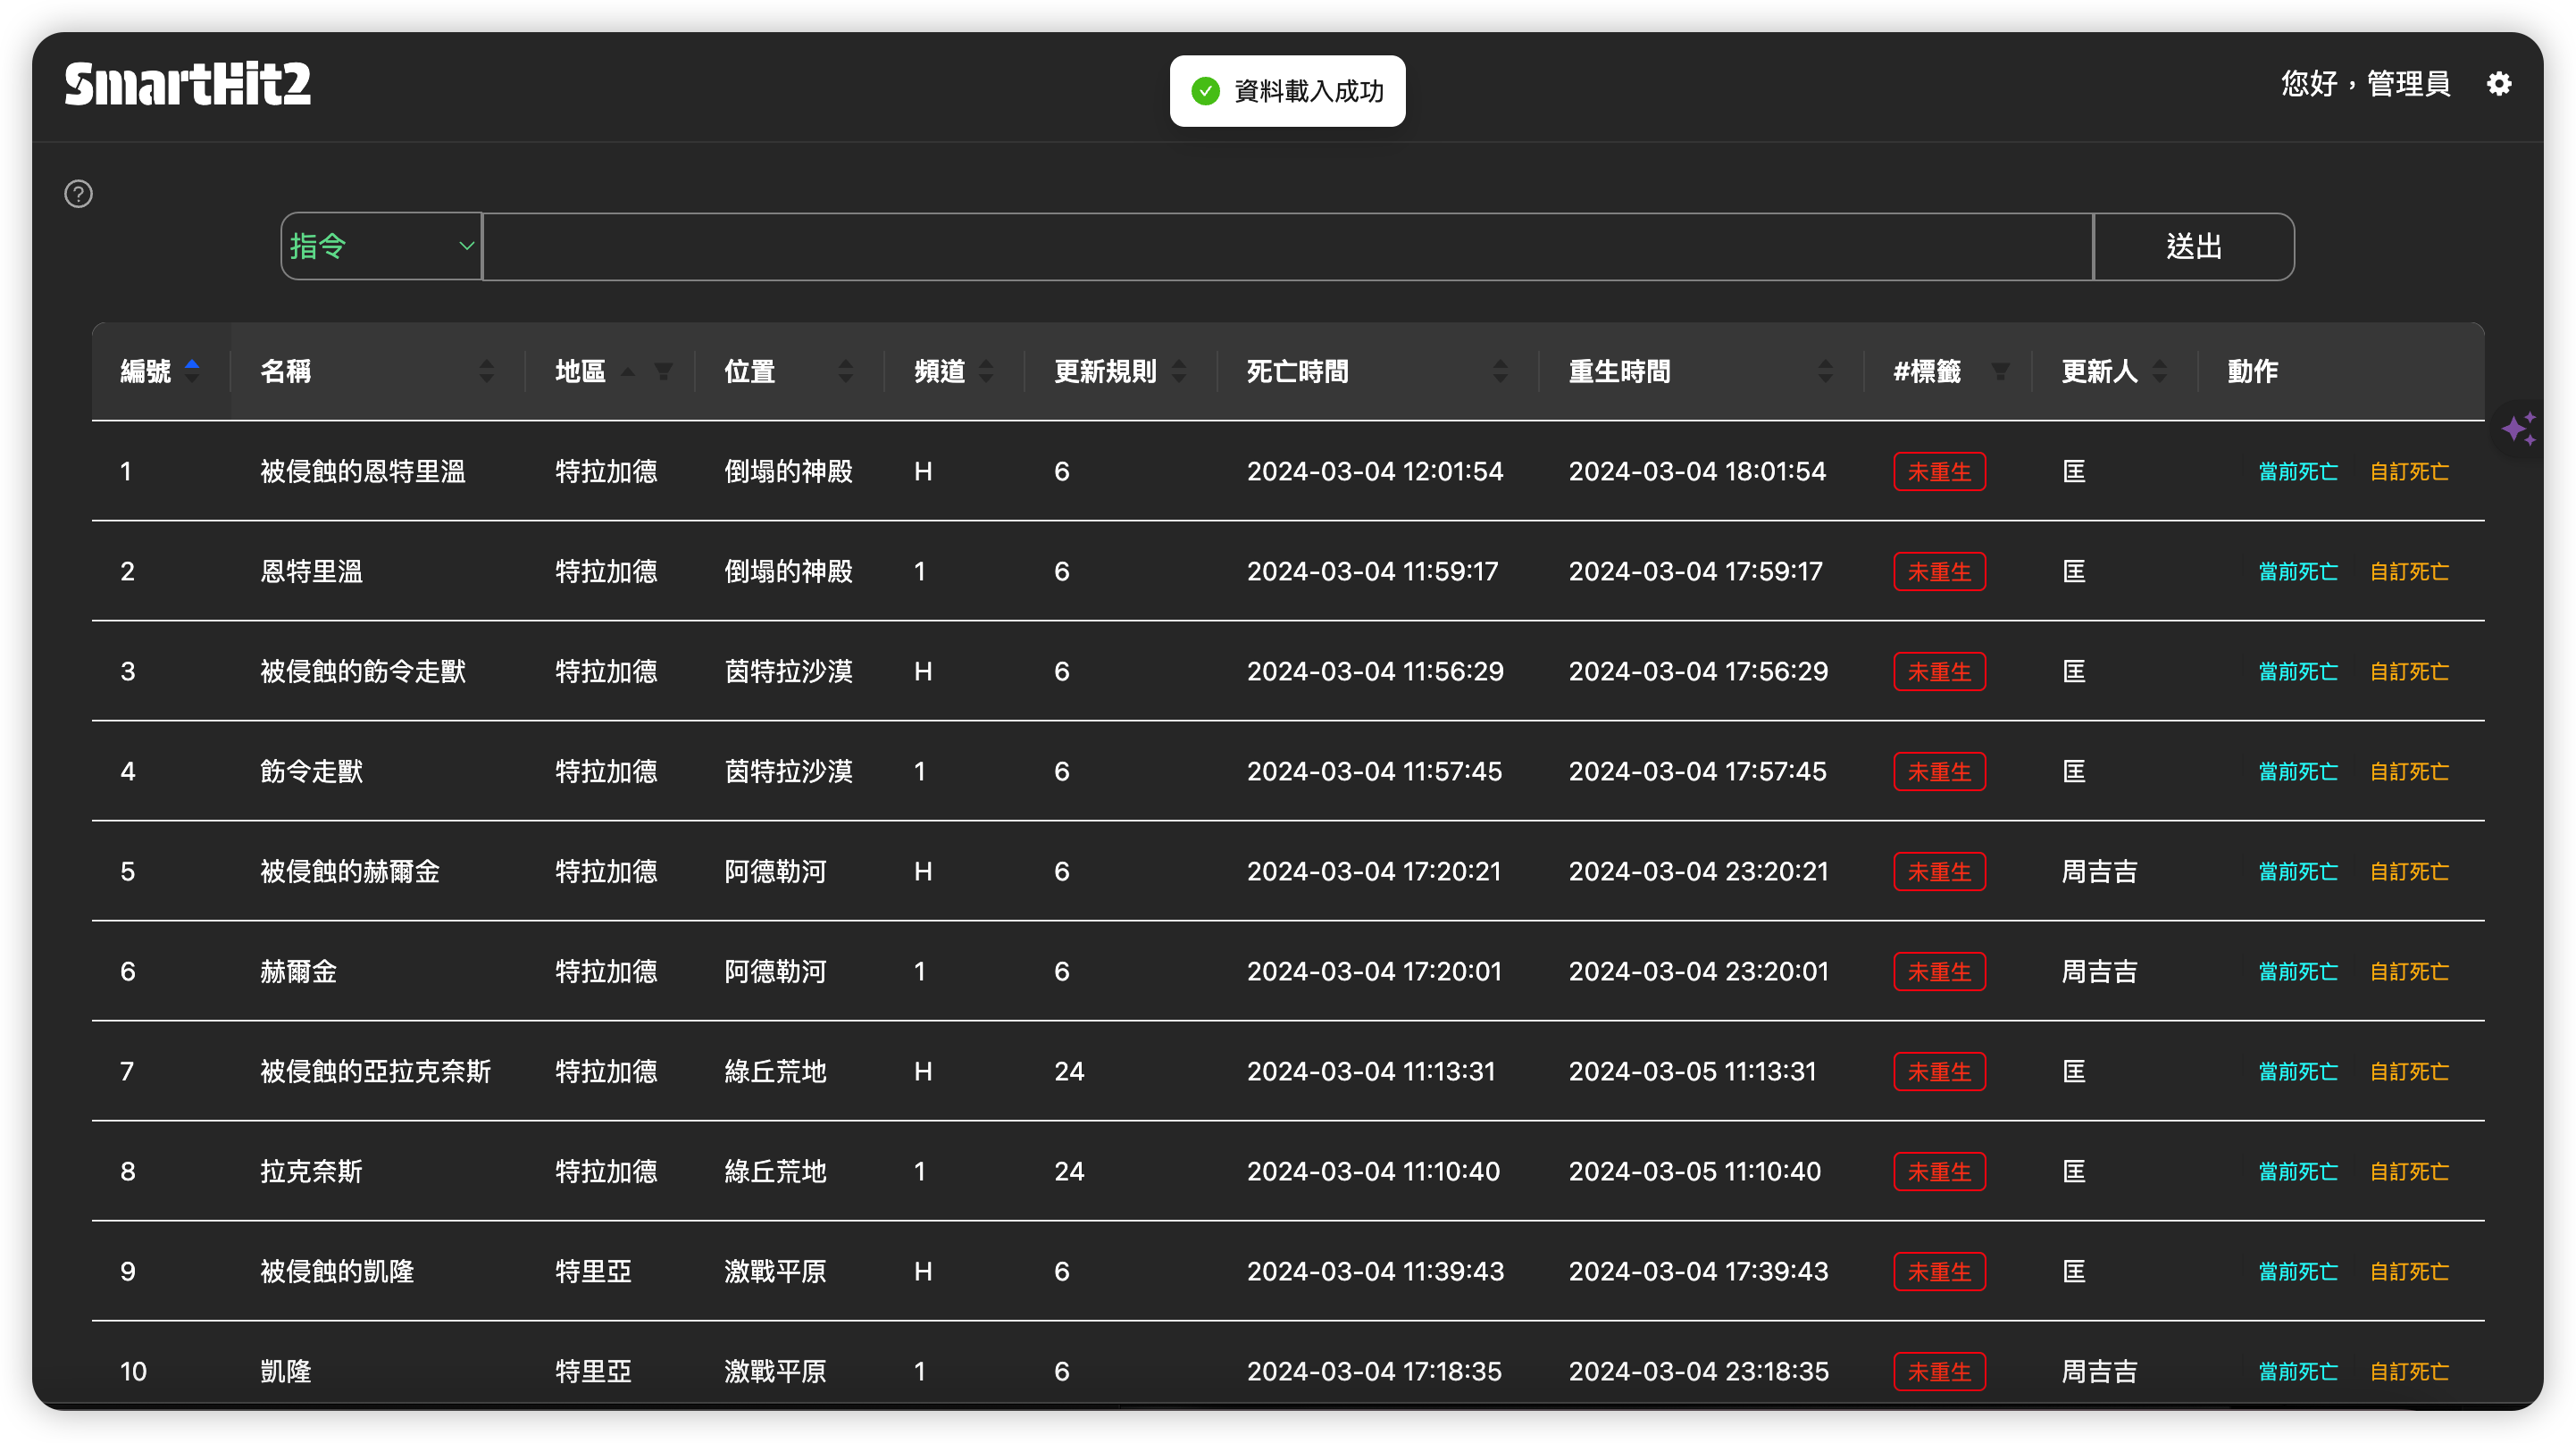 SmartHit2
資料載入成功
您好，管理員
指令
送出
編號 名稱 地區 位置 頻道 更新規則 死亡時間 重生時間 #標籤 更新人 動作
1 被侵蝕的恩特里溫 特拉加德 倒塌的神殿 H 6 2024-03-04 12:01:54 2024-03-04 18:01:54 未重生 匡 當前死亡 自訂死亡
2 恩特里溫 特拉加德 倒塌的神殿 1 6 2024-03-04 11:59:17 2024-03-04 17:59:17 未重生 匡 當前死亡 自訂死亡
3 被侵蝕的飭令走獸 特拉加德 茵特拉沙漠 H 6 2024-03-04 11:56:29 2024-03-04 17:56:29 未重生 匡 當前死亡 自訂死亡
4 飭令走獸 特拉加德 茵特拉沙漠 1 6 2024-03-04 11:57:45 2024-03-04 17:57:45 未重生 匡 當前死亡 自訂死亡
5 被侵蝕的赫爾金 特拉加德 阿德勒河 H 6 2024-03-04 17:20:21 2024-03-04 23:20:21 未重生 周吉吉 當前死亡 自訂死亡
6 赫爾金 特拉加德 阿德勒河 1 6 2024-03-04 17:20:01 2024-03-04 23:20:01 未重生 周吉吉 當前死亡 自訂死亡
7 被侵蝕的亞拉克奈斯 特拉加德 綠丘荒地 H 24 2024-03-04 11:13:31 2024-03-05 11:13:31 未重生 匡 當前死亡 自訂死亡
8 拉克奈斯 特拉加德 綠丘荒地 1 24 2024-03-04 11:10:40 2024-03-05 11:10:40 未重生 匡 當前死亡 自訂死亡
9 被侵蝕的凱隆 特里亞 激戰平原 H 6 2024-03-04 11:39:43 2024-03-04 17:39:43 未重生 匡 當前死亡 自訂死亡
10 凱隆 特里亞 激戰平原 1 6 2024-03-04 17:18:35 2024-03-04 23:18:35 未重生 周吉吉 當前死亡 自訂死亡